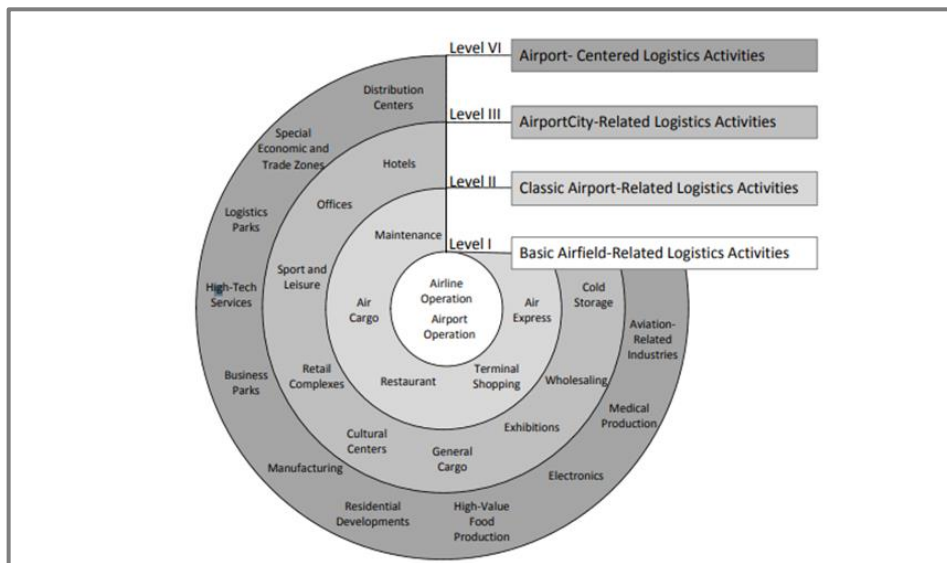 Level VI
Airport- Centered Logistics Activities
Distribution
Centers
Level III
AirportCity-Related Logistics Activities
Special
Economic and
Trade Zones
Hotels
Level II
Classic Airport-Related Logistics Activities
Offices
Logistics
Parks
Maintenance
Level I
Basic Airfield-Related Logistics Activities
Sport and
Leisure
High-Tech
Services
Air
Cargo
Airline
Operation
Airport
Operation
Air
Express
Cold
Storage
Aviation-
Related
Industries
Business
Parks
Retail
Complexes
Restaurant
Terminal
Shopping
Wholesaling
Medical
Production
Cultural
Centers
General
Cargo
Exhibitions
Manufacturing
Electronics
Residential
Developments
High-Value
Food
Production